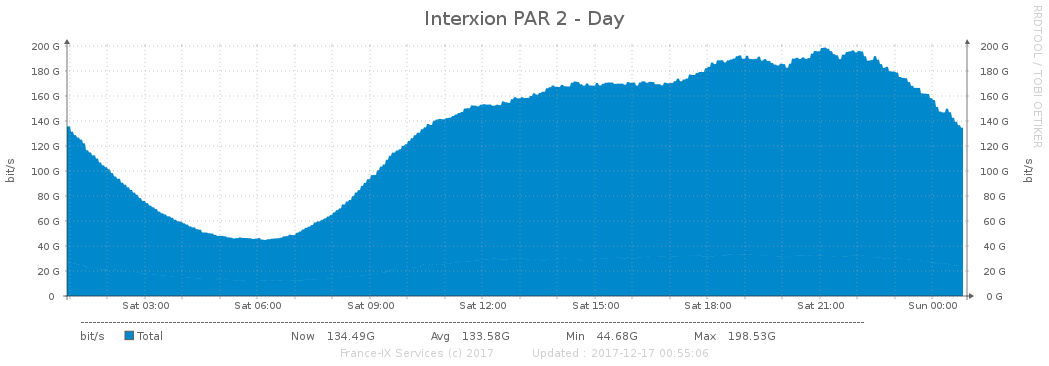 Interxion PAR 2 - Day
RRDTOOL / TOBI OETIKER
bit/s
200 G 200 G
180 G 180 G
160 G 160 G
140 G 140 G
120 G 120 G
100 G 100 G
80 G 80 G
60 G 60 G
40 G 40 G
20 G 20 G
0 0 G
bit/s
Sat 03:00 Sat 06:00 Sat 09:00 Sat 12:00 Sat 15:00 Sat 18:00 Sat 21:00 Sun 00:00
bit/s Total Now 134.49G Avg 133.58G Min 44.68G Max 198.53G
France-IX Services (c) 2017 Updated : 2017-12-17 00:55:06